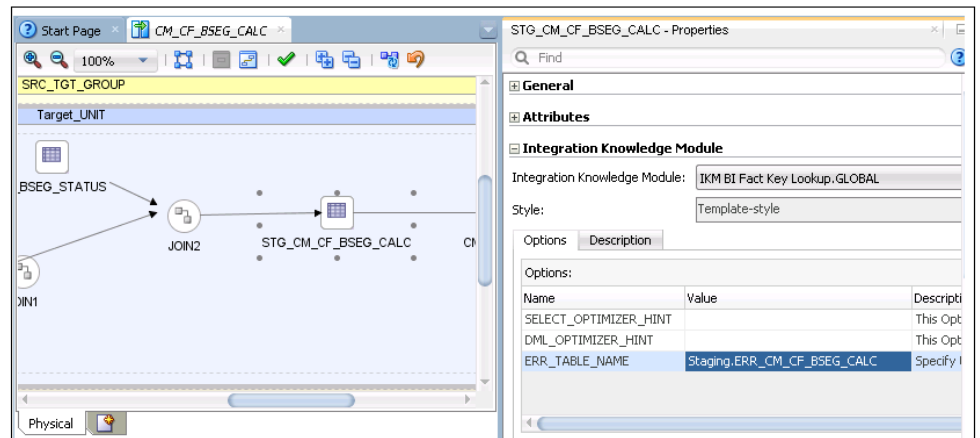 Start Page
CM_CF_BSEG_CALC
100%
SRC_TGT_GROUP
Target_UNIT
BSEG_STATUS
JOIN2
STG_CM_CF_BSEG_CALC
JOIN1
Physical
STG_CM_CF_BSEG_CALC - Properties
Find
General
Attributes
Integration Knowledge Module
Integration Knowledge Module: IKM BI Fact Key Lookup.GLOBAL
Style: Template-style
Options Description
Options:
Name Value Descripti
SELECT_OPTIMIZER_HINT This Opt
DML_OPTIMIZER_HINT This Opt
ERR_TABLE_NAME Staging.ERR_CM_CF_BSEG_CALC Specify